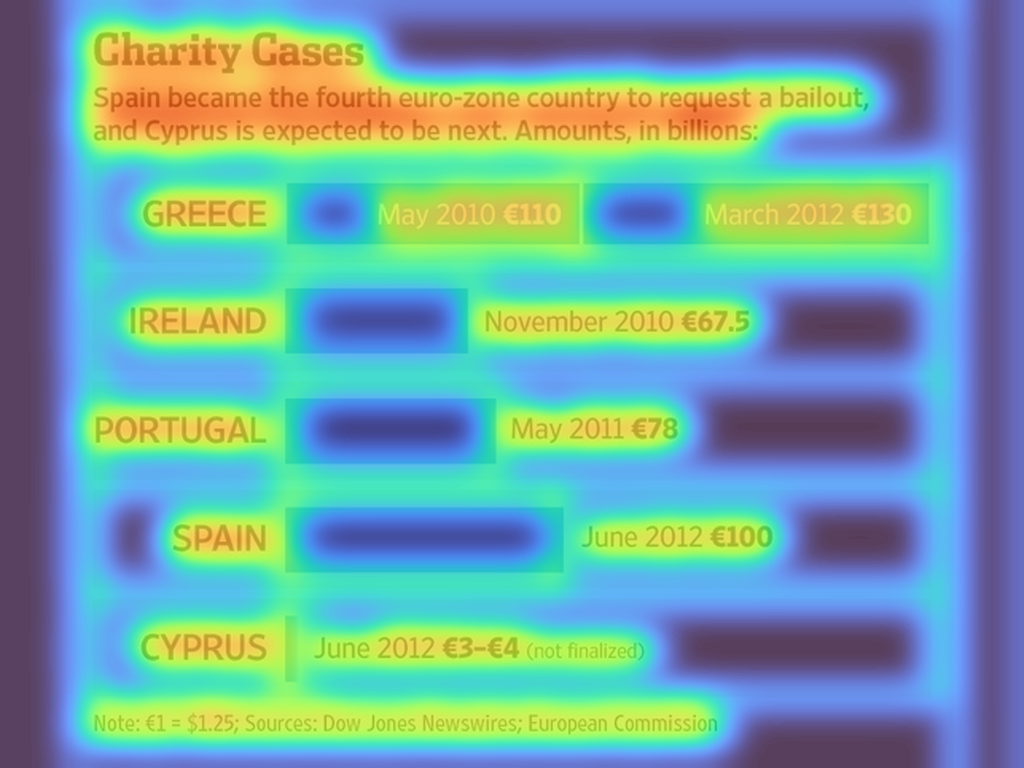 Charity Cases
Spain became the fourth euro-zone country to request a bailout,
and Cyprus is expected to be next. Amounts, in billions:
GREECE May 2010 €110 March 2012 €130
IRELAND November 2010 €67.5
PORTUGAL May 2011 €78
SPAIN June 2012 €100
CYPRUS June 2012 €3–€4 (not finalized)
Note: €1 = $1.25; Sources: Dow Jones Newswires; European Commission